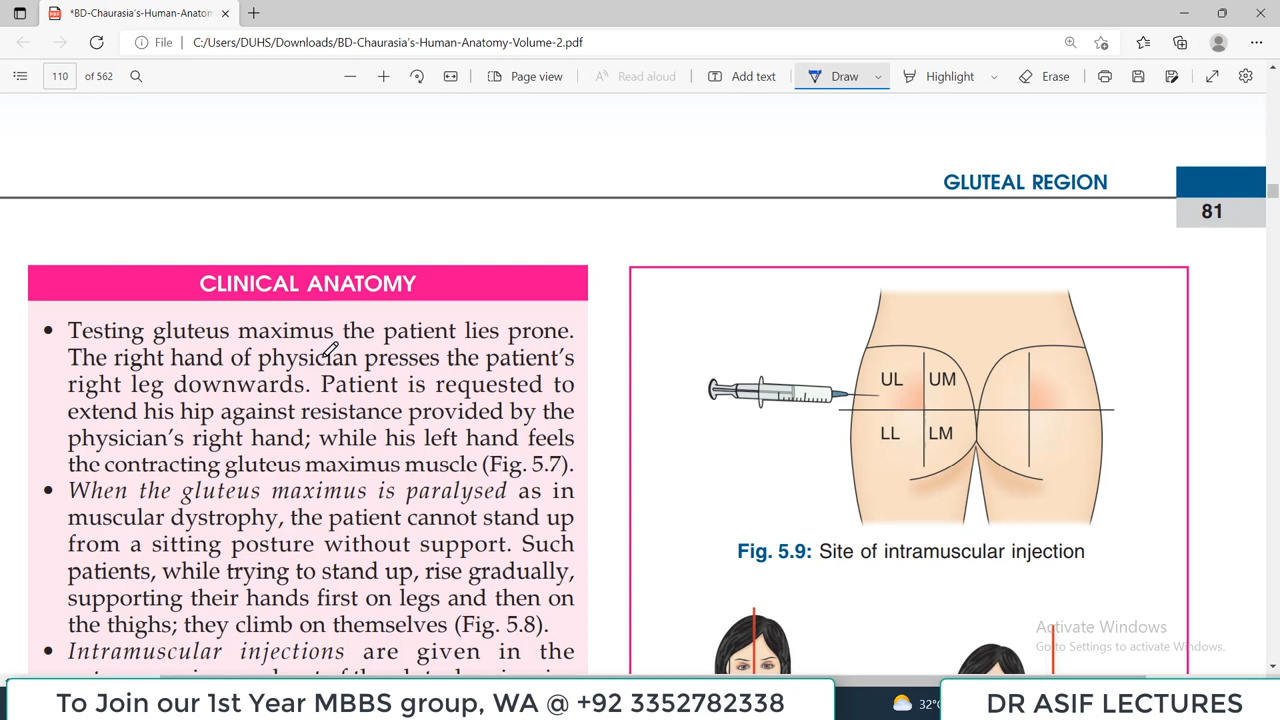 *BD-Chaurasia's-Human-Anatom
File
C:/Users/DUHS/Downloads/BD-Chaurasia's-Human-Anatomy-Volume-2.pdf
110 of 562
Page view
Read aloud
Add text
Draw
Highlight
Erase
GLUTEAL REGION
81
CLINICAL ANATOMY
• Testing gluteus maximus the patient lies prone.
The right hand of physician presses the patient's
right leg downwards. Patient is requested to
extend his hip against resistance provided by the
physician's right hand; while his left hand feels
the contracting gluteus maximus muscle (Fig. 5.7).
• When the gluteus maximus is paralysed as in
muscular dystrophy, the patient cannot stand up
from a sitting posture without support. Such
patients, while trying to stand up, rise gradually,
supporting their hands first on legs and then on
the thighs; they climb on themselves (Fig. 5.8).
• Intramuscular injections are given in the
UL UM
LL LM
Fig. 5.9: Site of intramuscular injection
Activate Windows
Go to Settings to activate Windows.
32°
To Join our 1st Year MBBS group, WA @ +92 3352782338
DR ASIF LECTURES